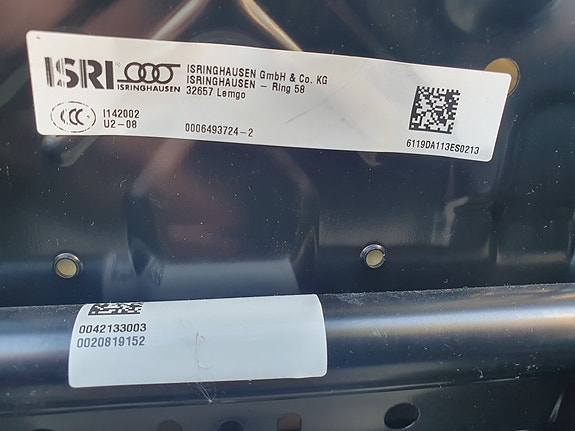 ISRI
ISRINGHAUSEN
ISRINGHAUSEN GmbH & Co. KG
ISRINGHAUSEN – Ring 58
32657 Lemgo
CCC
I142002
U2-08
0006493724-2
6119DA113ES0213
0042133003
0020819152